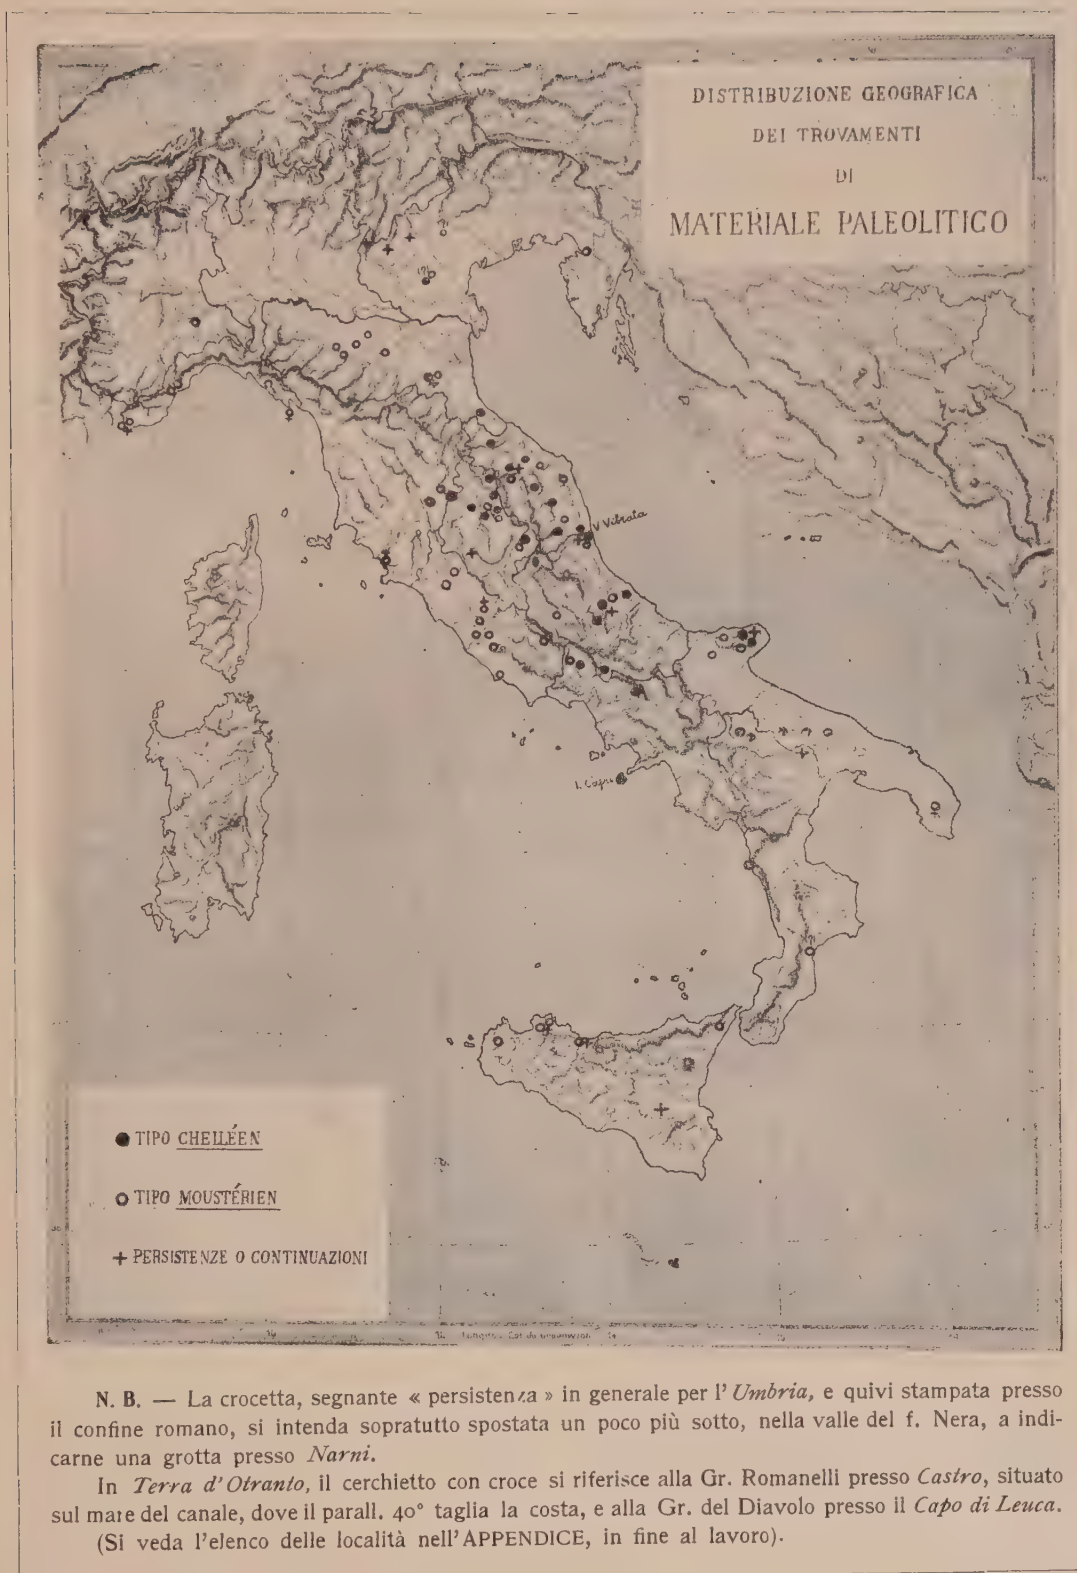 DISTRIBUZIONE GEOGRAFICA
DEI TROVAMENTI
DI
MATERIALE PALEOLITICO
V Vibrata
I. Capri
TIPO CHELLÉEN
TIPO MOUSTÉRIEN
+ PERSISTENZE O CONTINUAZIONI
N. B. — La crocetta, segnante « persistenza » in generale per l' Umbria, e quivi stampata presso
il confine romano, si intenda sopratutto spostata un poco più sotto, nella valle del f. Nera, a indi-
carne una grotta presso Narni.
In Terra d'Otranto, il cerchietto con croce si riferisce alla Gr. Romanelli presso Castro, situato
sul mare del canale, dove il parall. 40° taglia la costa, e alla Gr. del Diavolo presso il Capo di Leuca.
(Si veda l'elenco delle località nell'APPENDICE, in fine al lavoro).